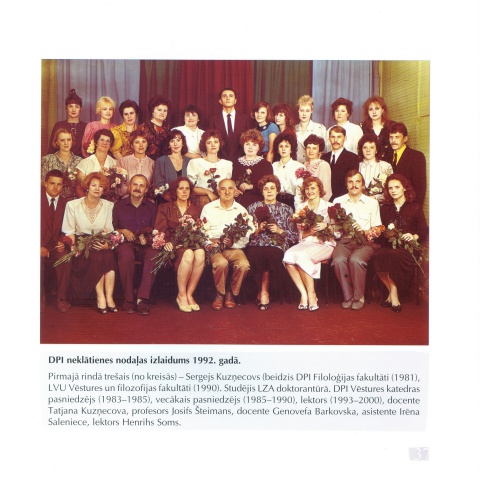 DPI neklātienes nodaļas izlaidums 1992. gadā.
Pirmajā rindā trešais (no kreisās) – Sergejs Kuzņecovs (beidzis DPI Filoloģijas fakultāti (1981),
LVU Vēstures un filozofijas fakultāti (1990). Studējis LZA doktorantūrā. DPI Vēstures katedras
pasniedzējs (1983–1985), vecākais pasniedzējs (1985–1990), lektors (1993–2000), docente
Tatjana Kuzņecova, profesors Josifs Šteimans, docente Genovefa Barkovska, asistente Irēna
Saleniece, lektors Henrihs Soms.
37